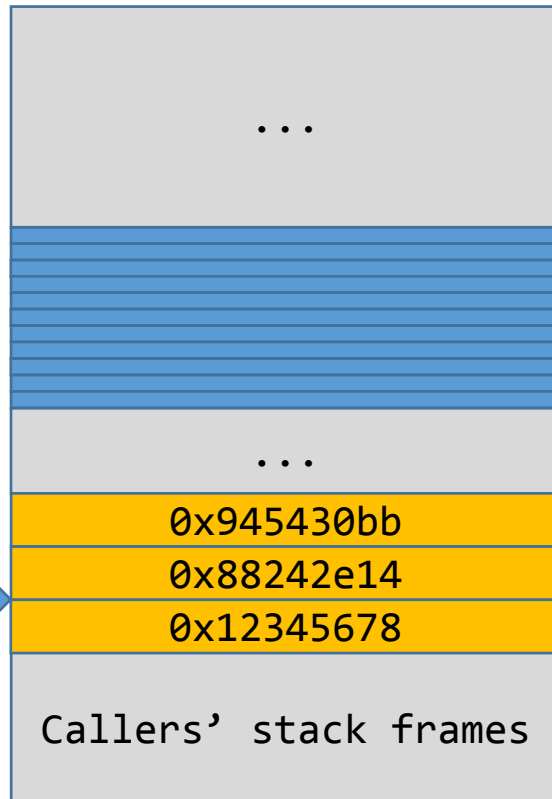 ...
...
0x945430bb
0x88242e14
0x12345678
Callers’ stack frames